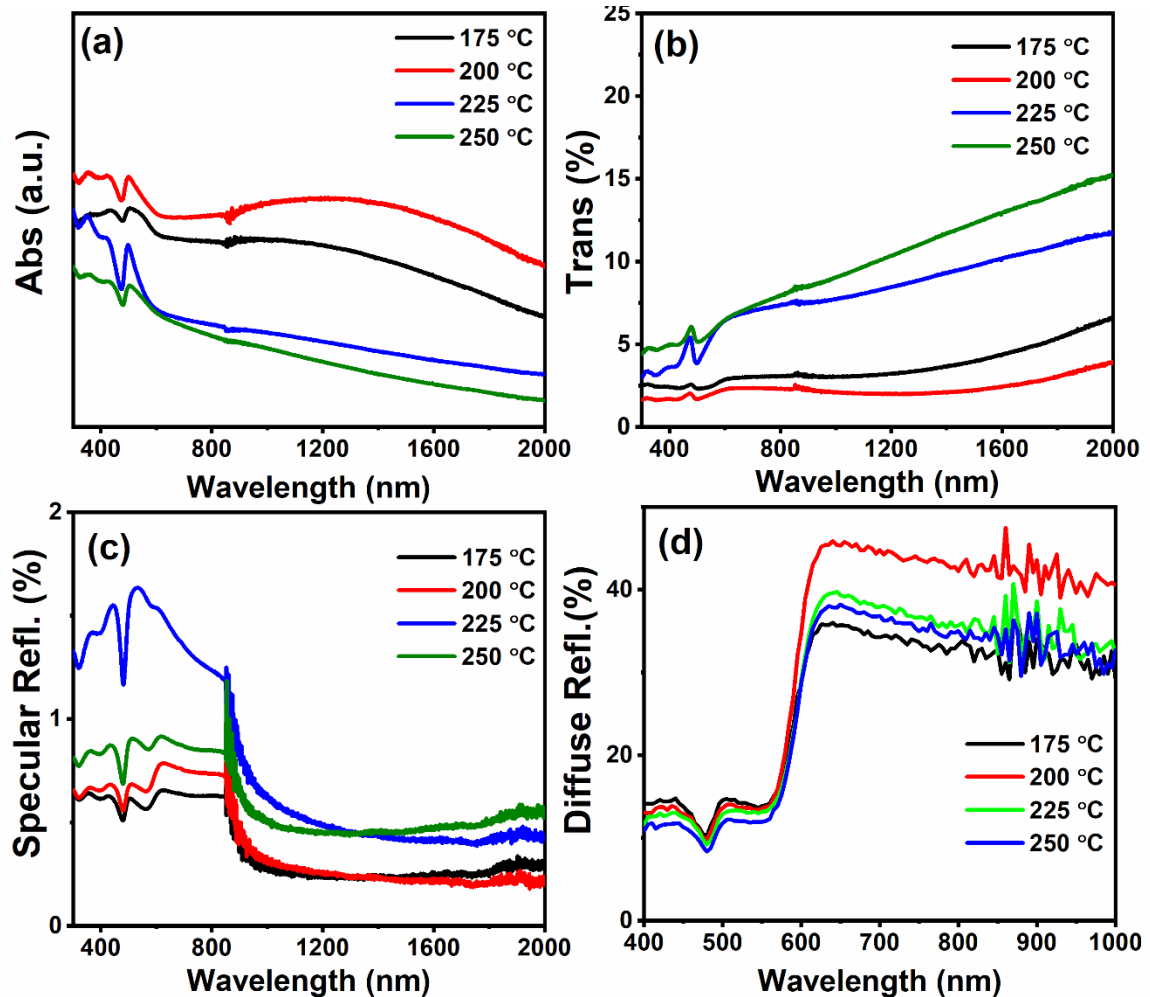 (a)
175 °C
200 °C
225 °C
250 °C
Abs (a.u.)
400 800 1200 1600 2000
Wavelength (nm)
(b)
175 °C
200 °C
225 °C
250 °C
Trans (%)
25
20
15
10
5
0
400 800 1200 1600 2000
Wavelength (nm)
(c)
175 °C
200 °C
225 °C
250 °C
Specular Refl. (%)
2
1
0
400 800 1200 1600 2000
Wavelength (nm)
(d)
175 °C
200 °C
225 °C
250 °C
Diffuse Refl.(%)
40
20
0
400 500 600 700 800 900 1000
Wavelength (nm)